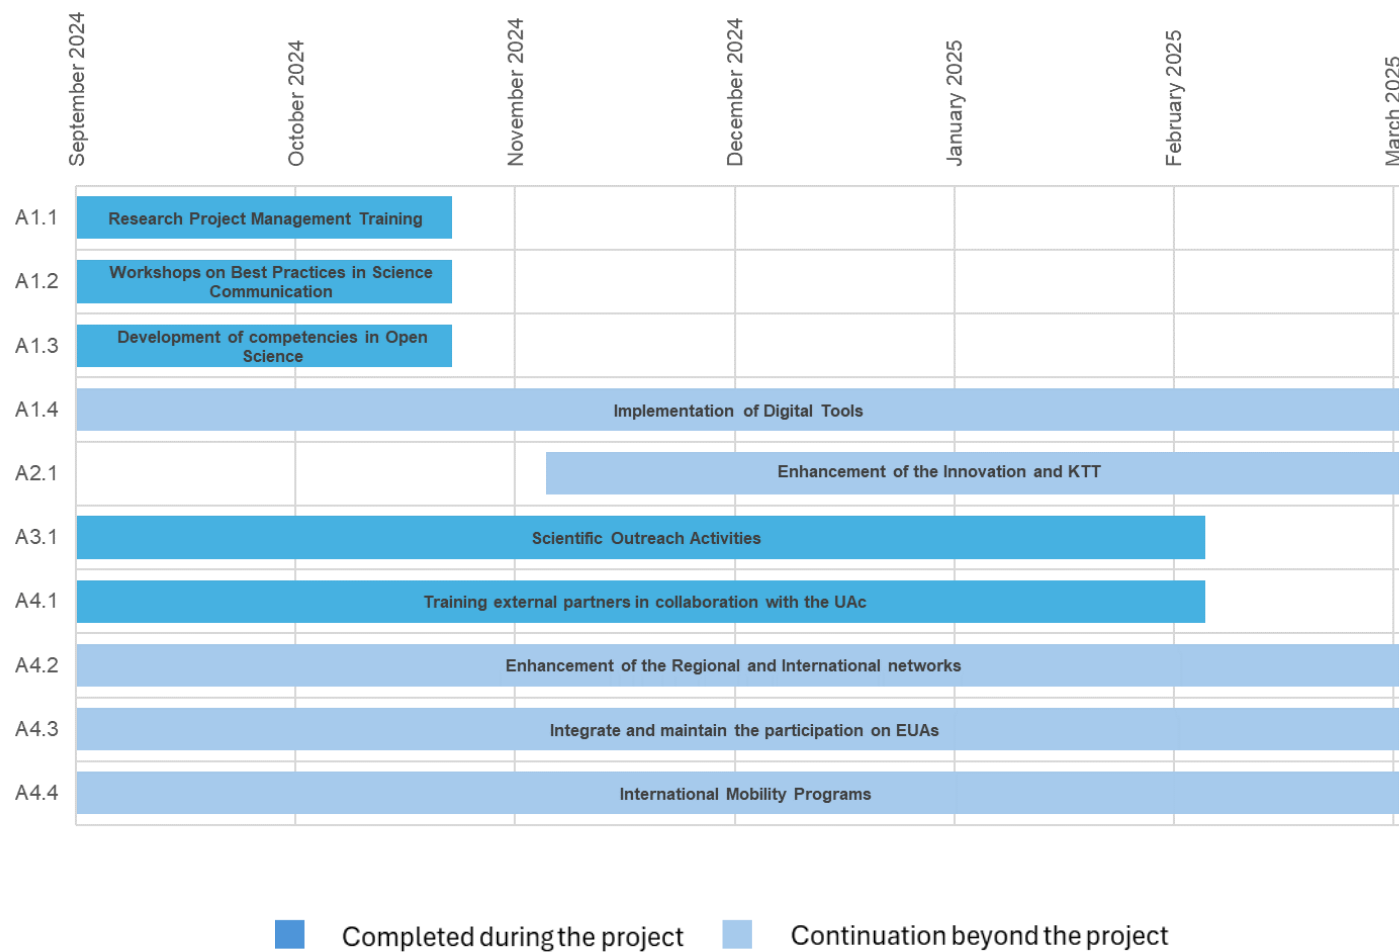 September 2024
October 2024
November 2024
December 2024
January 2025
February 2025
March 2025
A1.1
Research Project Management Training
A1.2
Workshops on Best Practices in Science
Communication
A1.3
Development of competencies in Open
Science
A1.4
Implementation of Digital Tools
A2.1
Enhancement of the Innovation and KTT
A3.1
Scientific Outreach Activities
A4.1
Training external partners in collaboration with the UAc
A4.2
Enhancement of the Regional and International networks
A4.3
Integrate and maintain the participation on EUAs
A4.4
International Mobility Programs
Completed during the project
Continuation beyond the project